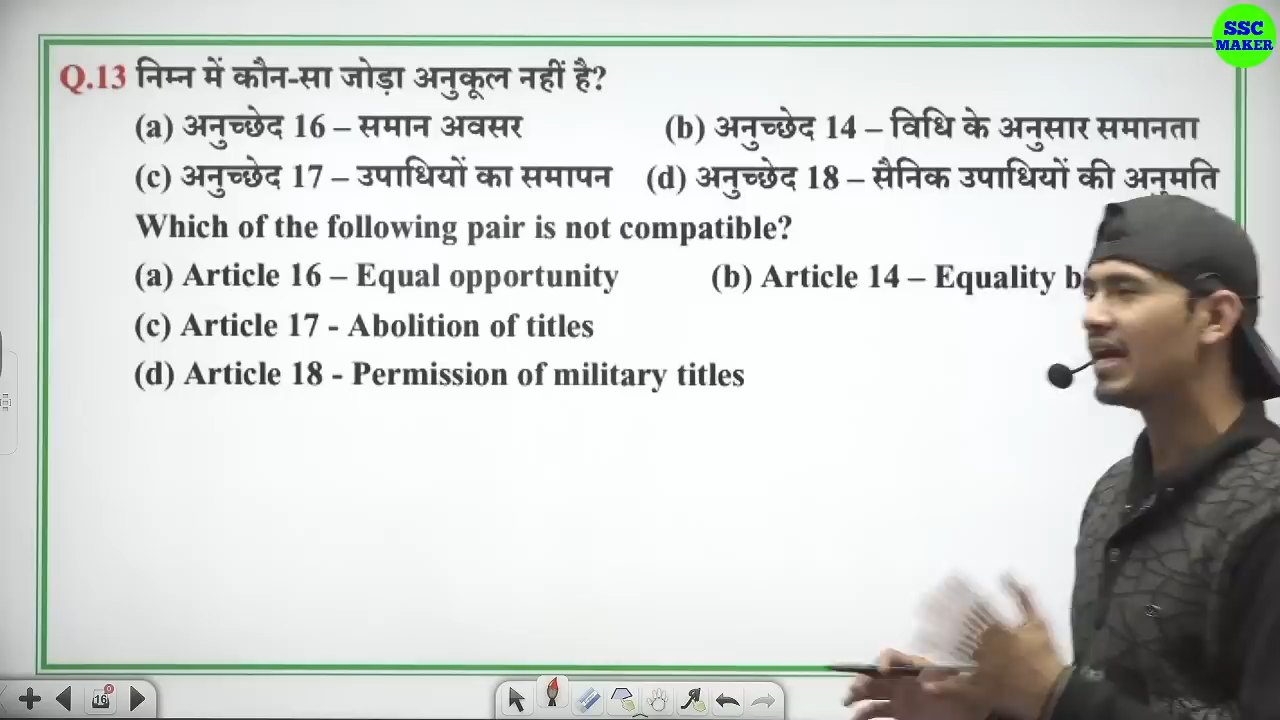 SSC
MAKER
Q.13 निम्न में कौन-सा जोड़ा अनुकूल नहीं है?
(a) अनुच्छेद 16 – समान अवसर (b) अनुच्छेद 14 – विधि के अनुसार समानता
(c) अनुच्छेद 17 – उपाधियों का समापन (d) अनुच्छेद 18 – सैनिक उपाधियों की अनुमति
Which of the following pair is not compatible?
(a) Article 16 – Equal opportunity (b) Article 14 – Equality
(c) Article 17 - Abolition of titles
(d) Article 18 - Permission of military titles
16